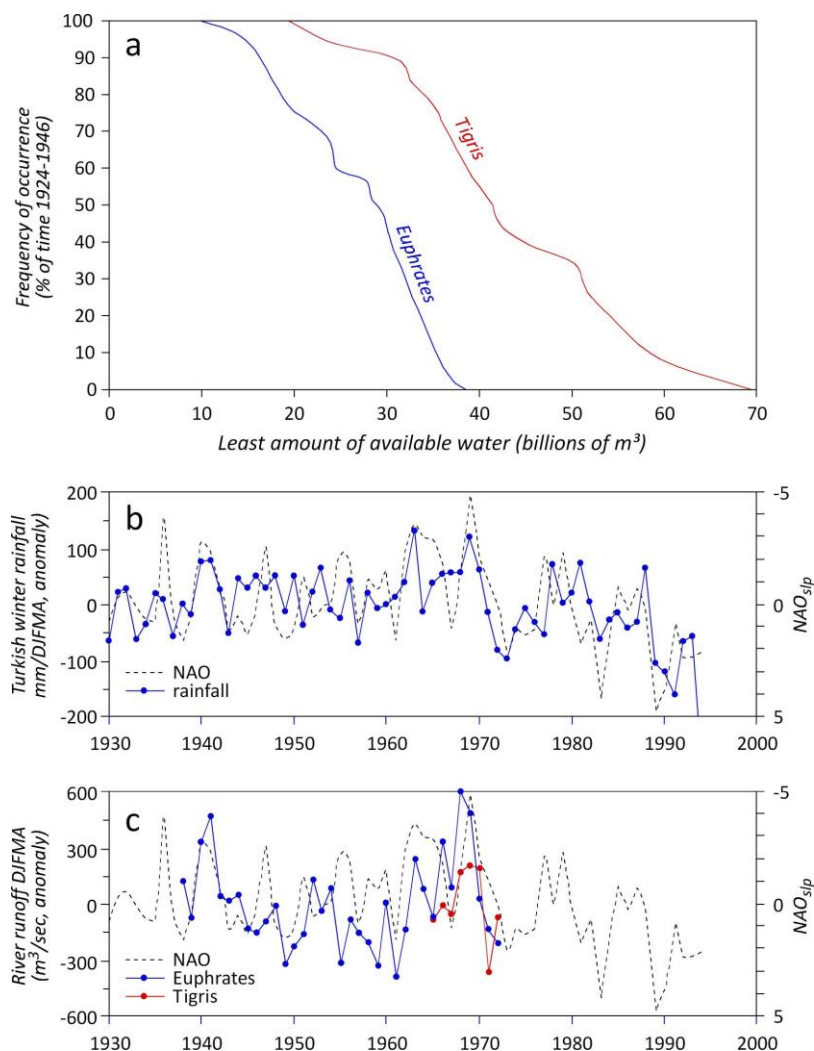 a
Frequency of occurrence
(% of time 1924-1946)
100
90
80
70
60
50
40
30
20
10
0
Tigris
Euphrates
0 10 20 30 40 50 60 70
Least amount of available water (billions of m³)
b
Turkish winter rainfall
mm/DJFMA, anomaly)
200
100
0
-100
-200
NAO
rainfall
-5
0
5
NAOslp
1930 1940 1950 1960 1970 1980 1990 2000
c
River runoff DJFMA
(m³/sec, anomaly)
600
300
0
-300
-600
NAO
Euphrates
Tigris
-5
0
5
NAOslp
1930 1940 1950 1960 1970 1980 1990 2000